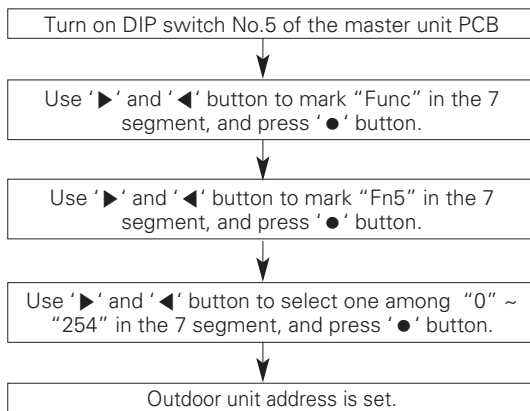 Turn on DIP switch No.5 of the master unit PCB
Use ‘▶‘ and ‘◀‘ button to mark “Func” in the 7
segment, and press ‘●‘ button.
Use ‘▶‘ and ‘◀‘ button to mark “Fn5” in the 7
segment, and press ‘●‘ button.
Use ‘▶‘ and ‘◀‘ button to select one among “0” ~
“254” in the 7 segment, and press ‘●‘ button.
Outdoor unit address is set.